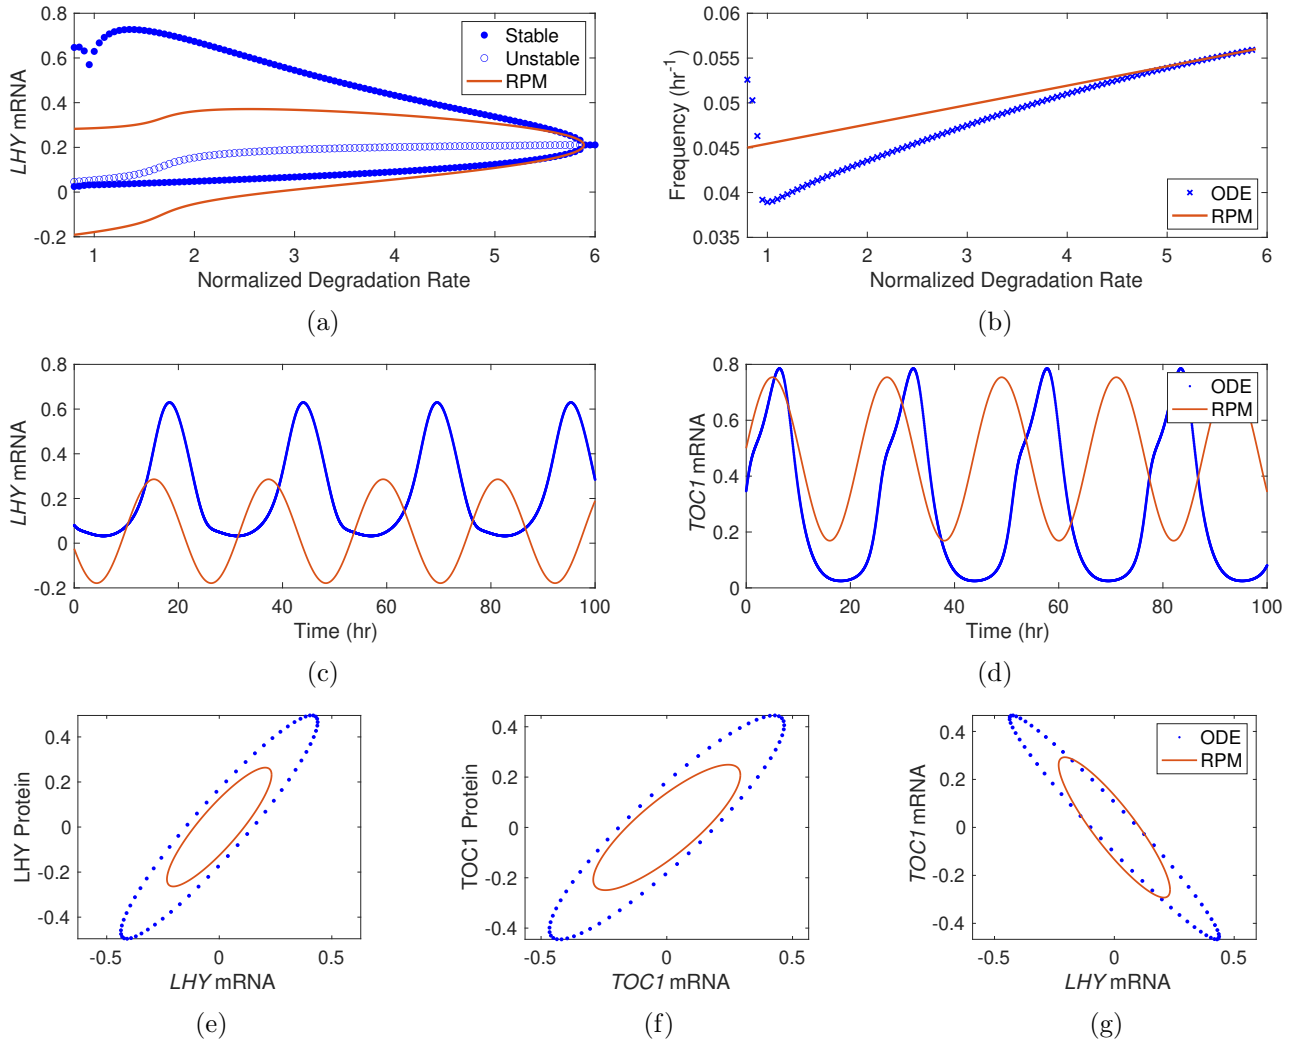 0.8
0.6
0.4
0.2
0
-0.2
LHY mRNA
Stable
Unstable
RPM
1 2 3 4 5 6
Normalized Degradation Rate
(a)
0.06
0.055
0.05
0.045
0.04
0.035
Frequency (hr-1)
ODE
RPM
1 2 3 4 5 6
Normalized Degradation Rate
(b)
0.8
0.6
0.4
0.2
0
-0.2
LHY mRNA
0 20 40 60 80 100
Time (hr)
(c)
0.8
0.6
0.4
0.2
0
TOC1 mRNA
ODE
RPM
0 20 40 60 80 100
Time (hr)
(d)
0.4
0.2
0
-0.2
-0.4
LHY Protein
-0.5 0 0.5
LHY mRNA
(e)
0.4
0.2
0
-0.2
-0.4
TOC1 Protein
-0.5 0 0.5
TOC1 mRNA
(f)
0.4
0.2
0
-0.2
-0.4
TOC1 mRNA
ODE
RPM
-0.5 0 0.5
LHY mRNA
(g)